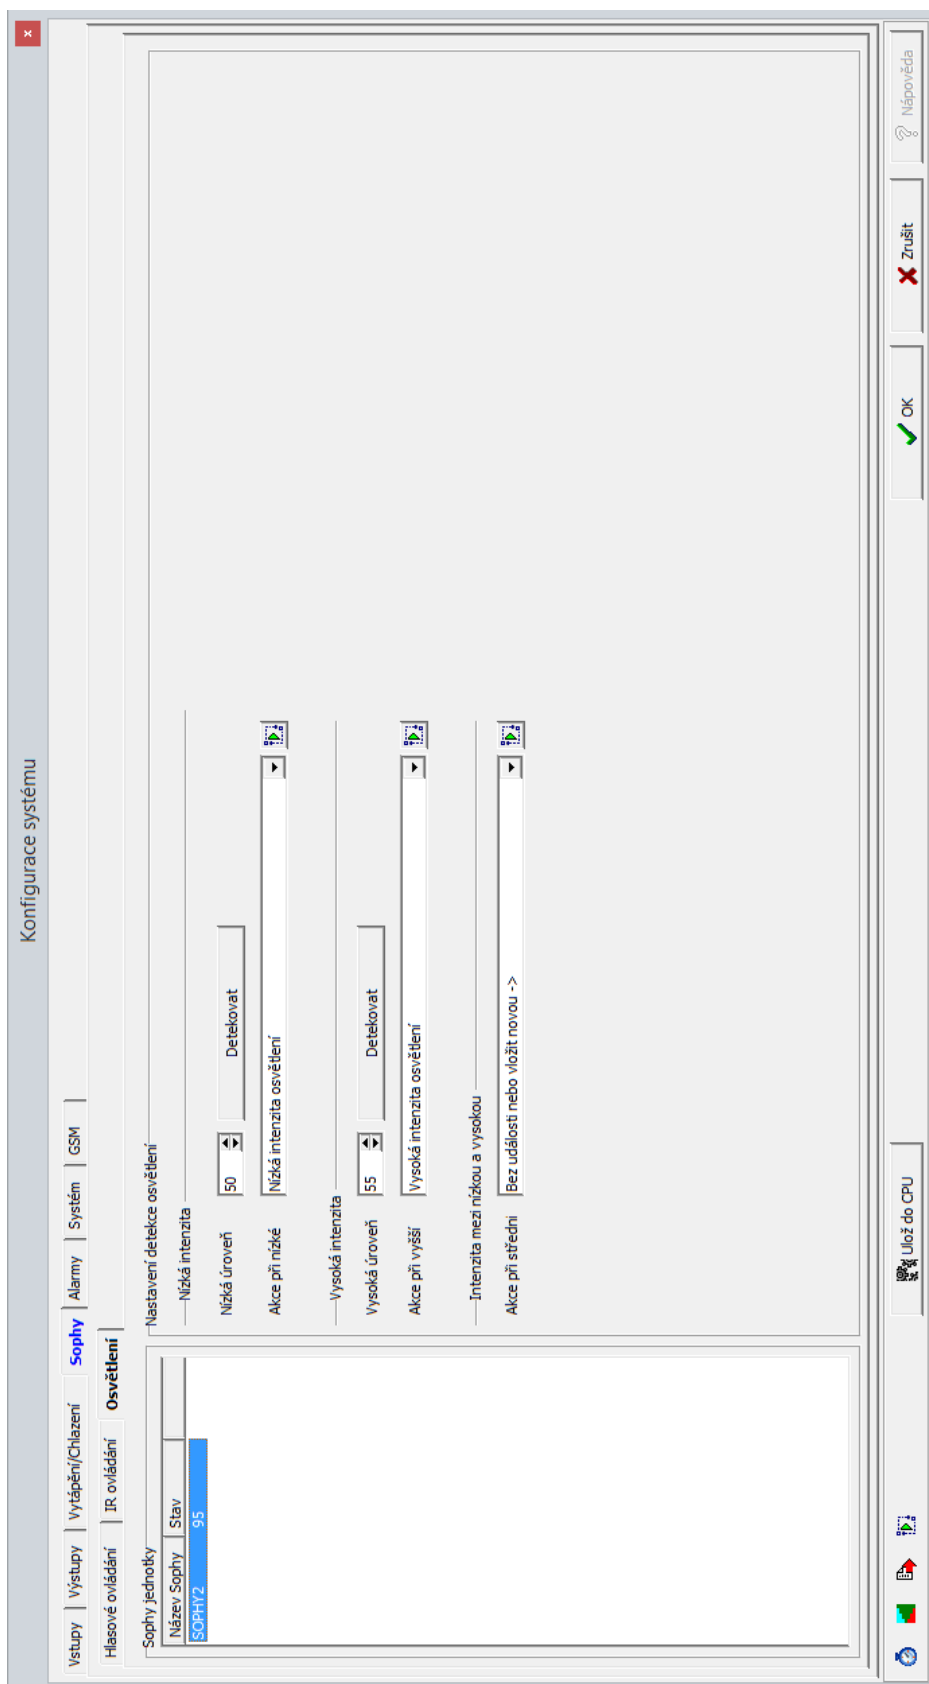 Konfigurace systému
x
Vstupy Výstupy Vytápění/Chlazení Sophy Alarmy Systém GSM
Hlasové ovládání IR ovládání Osvětlení
Sophy jednotky
Název Sophy Stav
SOPHY2 95
Nastavení detekce osvětlení
Nízká intenzita
Nízká úroveň 50 Detekovat
Akce při nízké Nízká intenzita osvětlení
Vysoká intenzita
Vysoká úroveň 55 Detekovat
Akce při vyšší Vysoká intenzita osvětlení
Intenzita mezi nízkou a vysokou
Akce při střední Bez události nebo vložit novou ->
Ulož do CPU OK Zrušit ? Nápověda